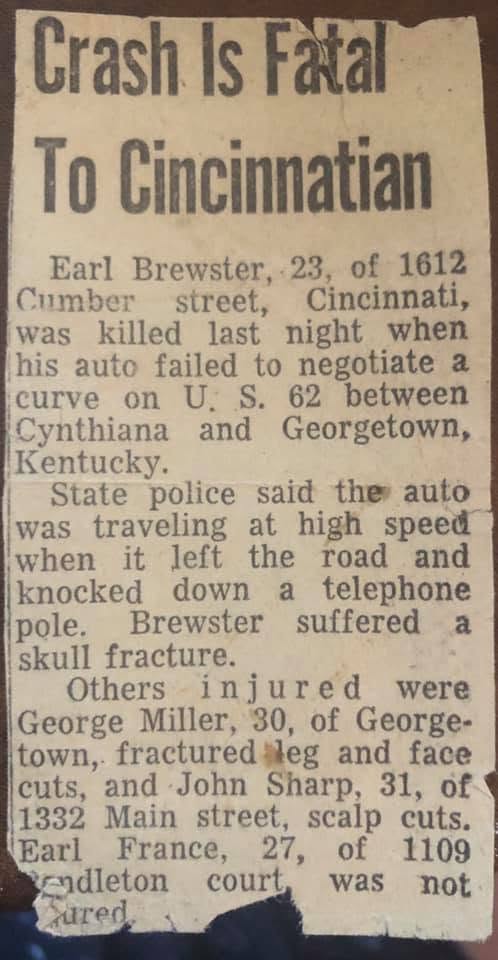 Crash Is Fatal
To Cincinnatian
Earl Brewster, 23, of 1612
Cumber street, Cincinnati,
was killed last night when
his auto failed to negotiate a
curve on U. S. 62 between
Cynthiana and Georgetown,
Kentucky.
State police said the auto
was traveling at high speed
when it left the road and
knocked down a telephone
pole. Brewster suffered a
skull fracture.
Others injured were
George Miller, 30, of George-
town, fractured leg and face
cuts, and John Sharp, 31, of
1332 Main street, scalp cuts.
Earl France, 27, of 1109
endleton court, was not
ured.